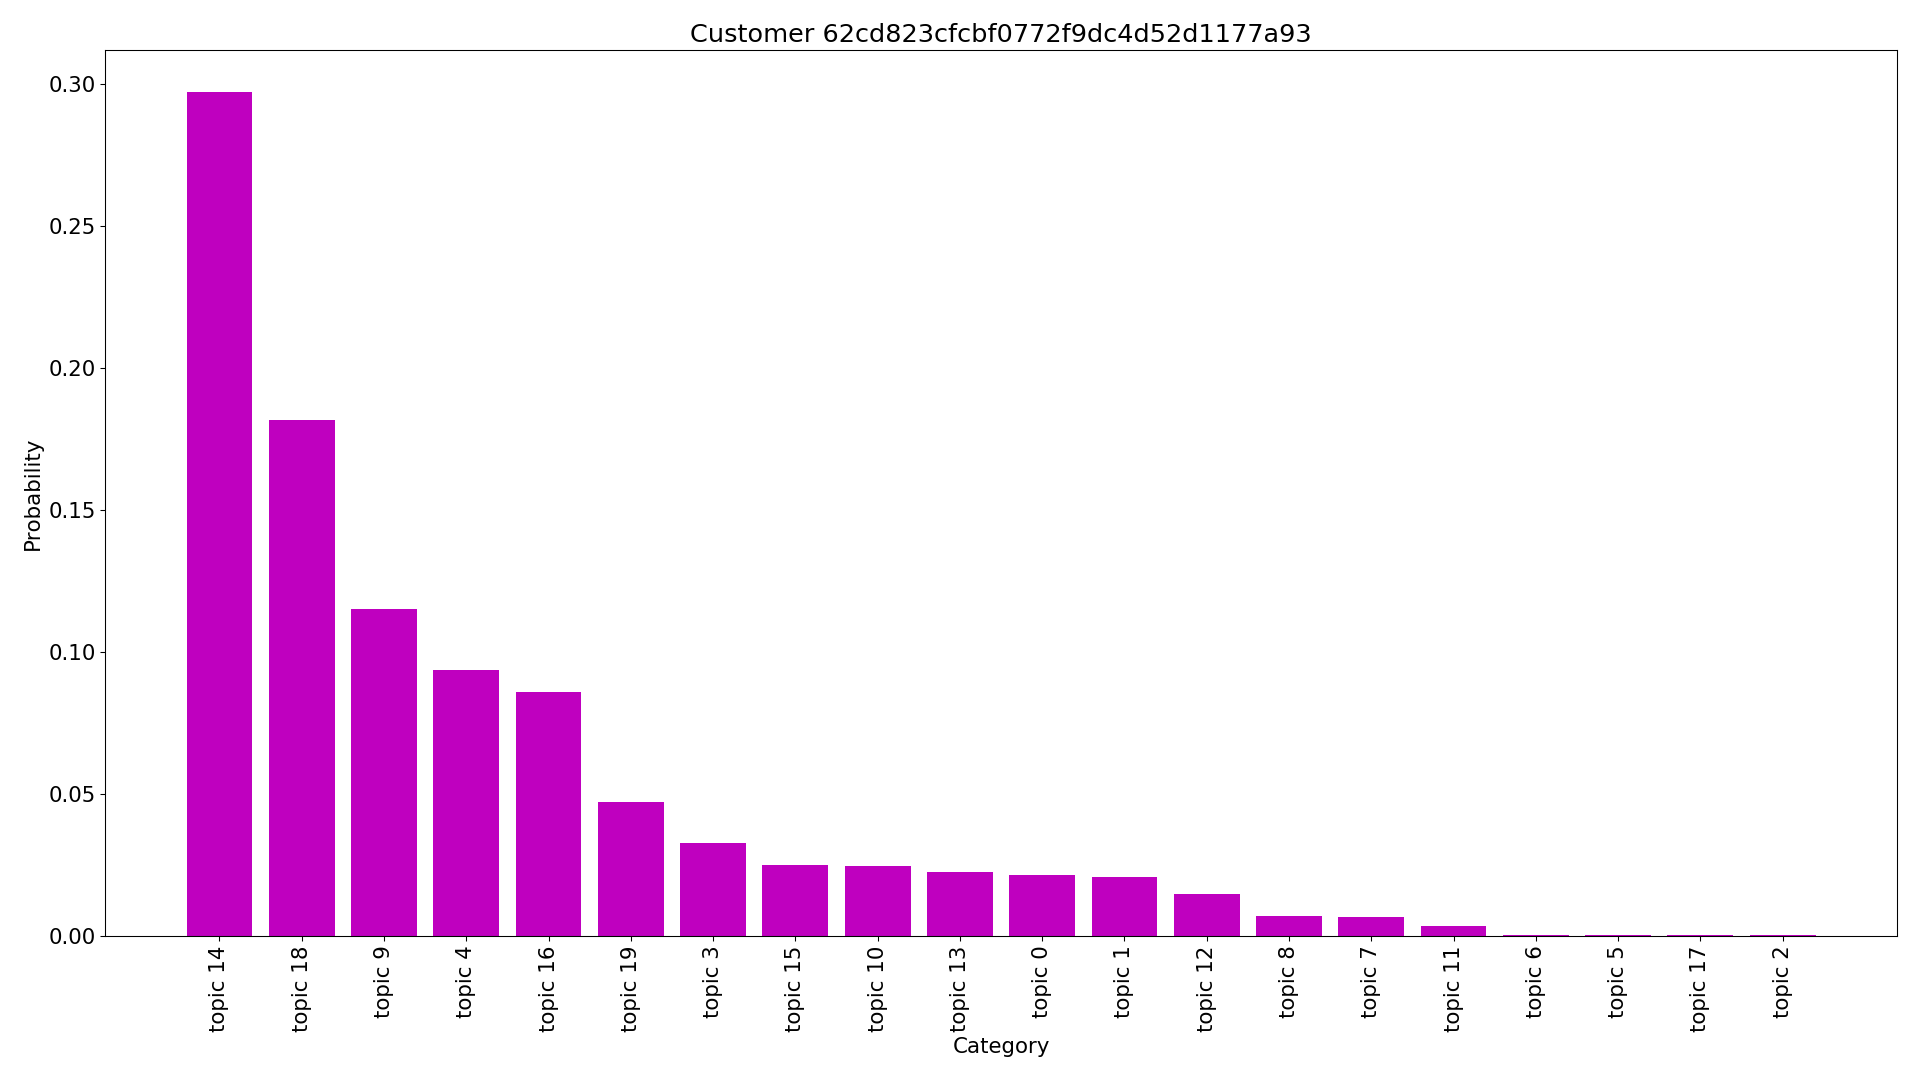 Customer 62cd823cfcbf0772f9dc4d52d1177a93
Probability
0.30
0.25
0.20
0.15
0.10
0.05
0.00
topic 14
topic 18
topic 9
topic 4
topic 16
topic 19
topic 3
topic 15
topic 10
topic 13
topic 0
topic 1
topic 12
topic 8
topic 7
topic 11
topic 6
topic 5
topic 17
topic 2
Category